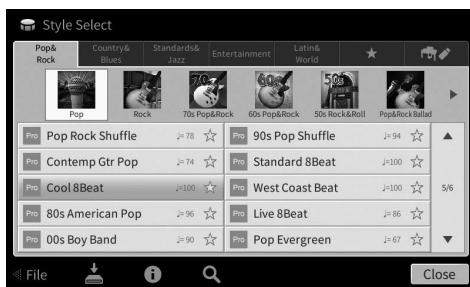 Style Select
Pop& Rock
Country& Blues
Standards& Jazz
Entertainment
Latin& World
Pop
Rock
70s Pop&Rock
60s Pop&Rock
50s Rock&Roll
Pop&Rock Ballad
Pro Pop Rock Shuffle ♩= 78 ☆ Pro 90s Pop Shuffle ♩= 94 ☆
Pro Contemp Gtr Pop ♩= 74 ☆ Pro Standard 8Beat ♩=100 ☆
Pro Cool 8Beat ♩=100 ☆ Pro West Coast Beat ♩=100 ☆ 5/6
Pro 80s American Pop ♩= 96 ☆ Pro Live 8Beat ♩= 86 ☆
Pro 00s Boy Band ♩= 90 ☆ Pro Pop Evergreen ♩= 67 ☆
File
Close